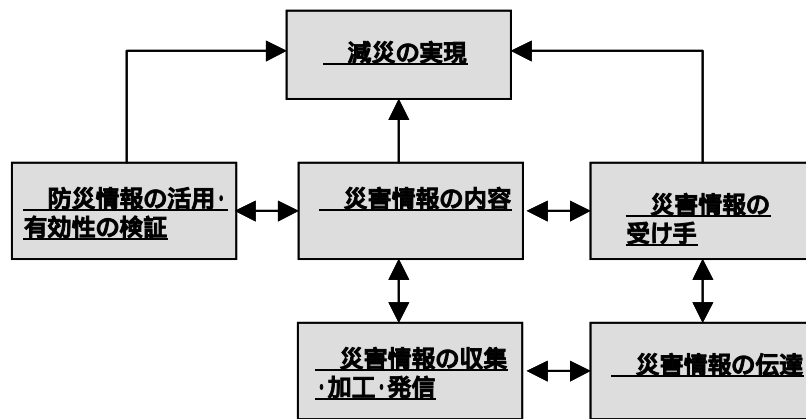 減災の実現
防災情報の活用・
有効性の検証
災害情報の内容
災害情報の
受け手
災害情報の収集
・加工・発信
災害情報の伝達